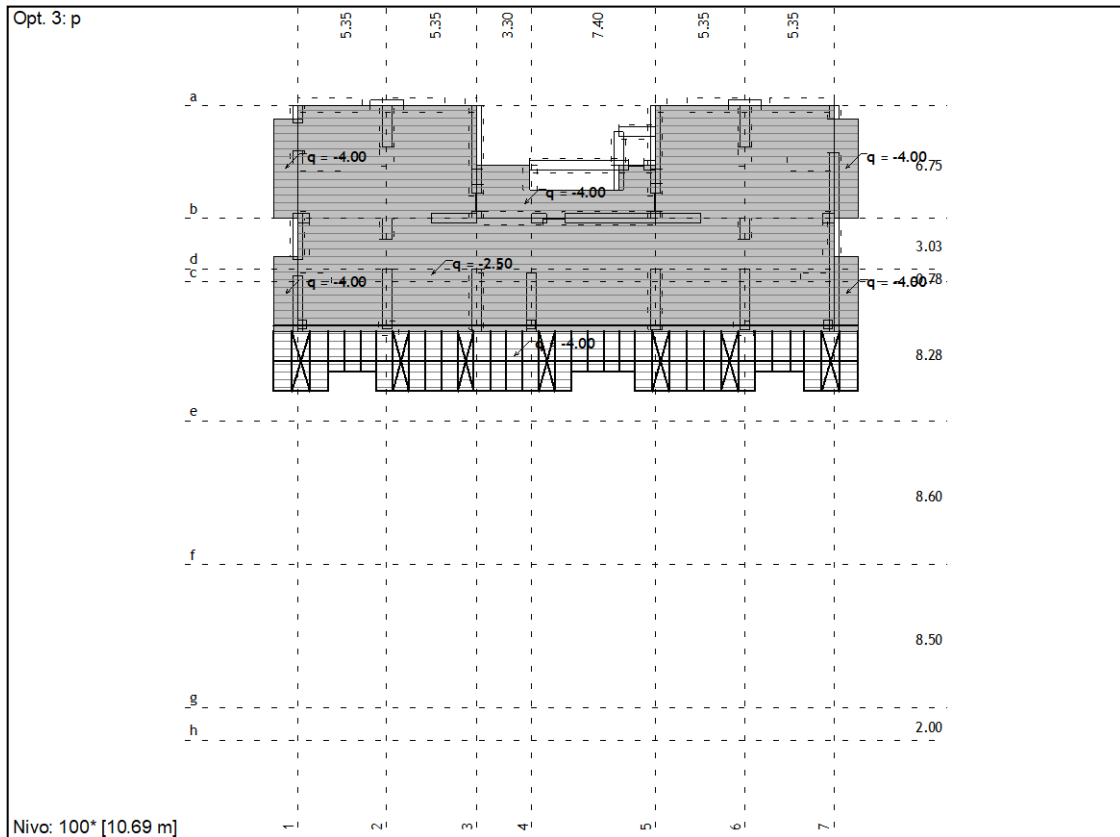 Opt. 3: p
5.35
5.35
3.30
7.40
5.35
5.35
a
q = -4.00
q = -4.00
6.75
q = -4.00
b
3.03
d
q = -2.50
c
q = -4.00
q = -4.00
0.78
q = -4.00
8.28
e
8.60
f
8.50
g
2.00
h
1
2
3
4
5
6
7
Nivo: 100* [10.69 m]